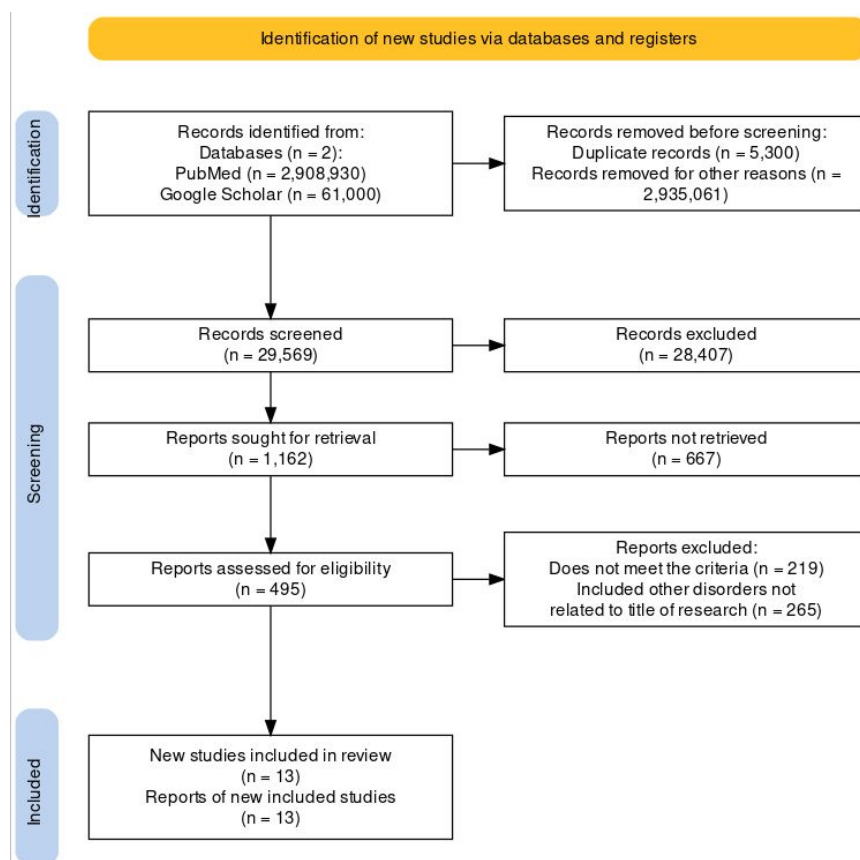 Identification of new studies via databases and registers
Identification
Records identified from:
Databases (n = 2):
PubMed (n = 2,908,930)
Google Scholar (n = 61,000)
Records removed before screening:
Duplicate records (n = 5,300)
Records removed for other reasons (n =
2,935,061)
Screening
Records screened
(n = 29,569)
Records excluded
(n = 28,407)
Reports sought for retrieval
(n = 1,162)
Reports not retrieved
(n = 667)
Reports assessed for eligibility
(n = 495)
Reports excluded:
Does not meet the criteria (n = 219)
Included other disorders not
related to title of research (n = 265)
Included
New studies included in review
(n = 13)
Reports of new included studies
(n = 13)